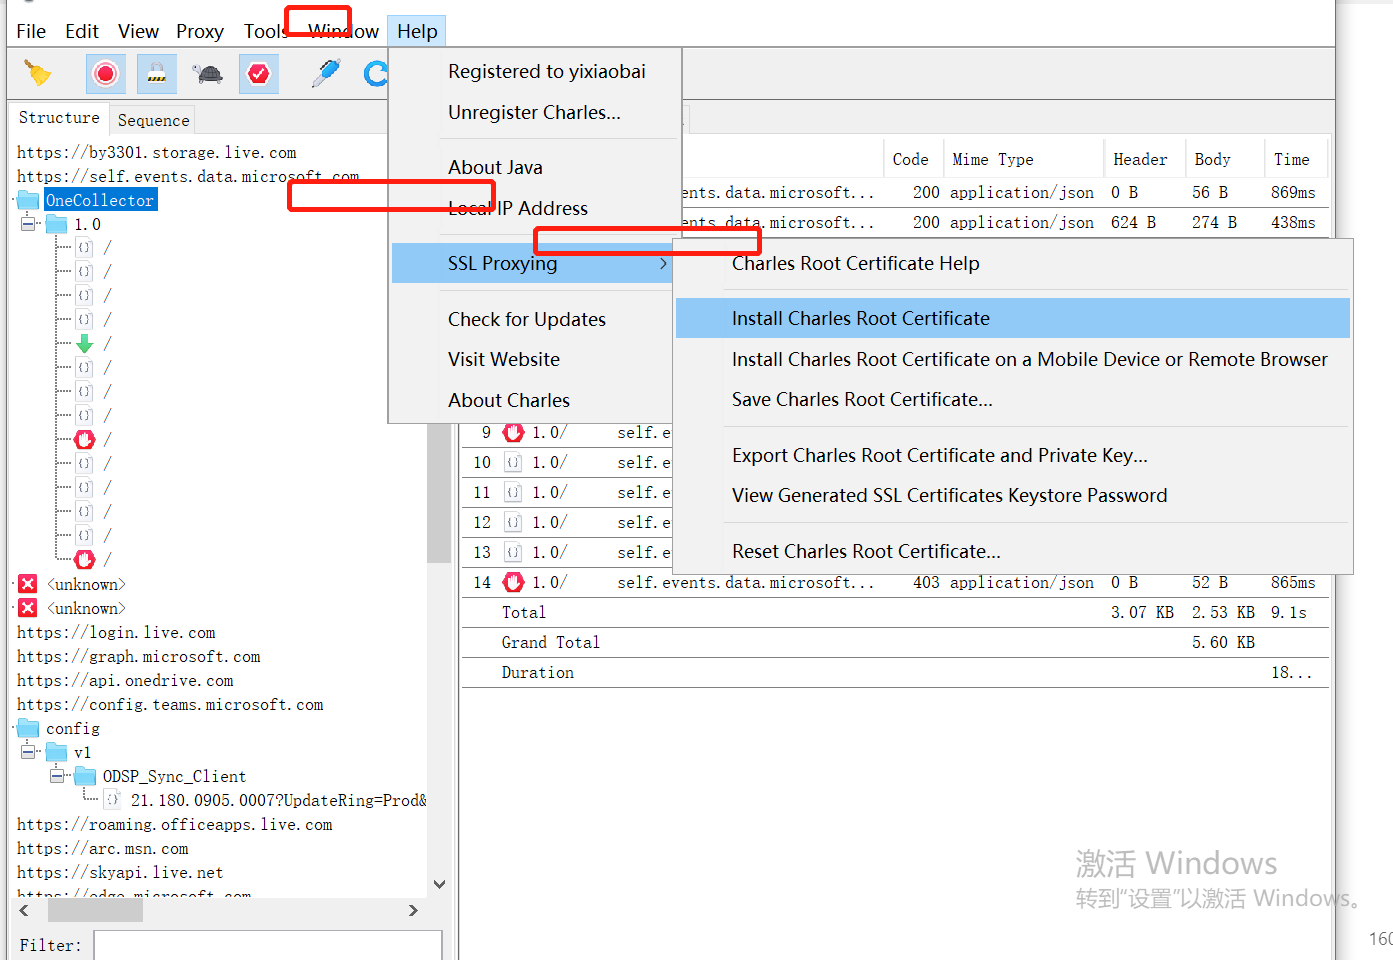 File Edit View Proxy Tools Window Help
Registered to yixiaobai
Unregister Charles...
About Java
Local IP Address
SSL Proxying
Check for Updates
Visit Website
About Charles
Charles Root Certificate Help
Install Charles Root Certificate
Install Charles Root Certificate on a Mobile Device or Remote Browser
Save Charles Root Certificate...
Export Charles Root Certificate and Private Key...
View Generated SSL Certificates Keystore Password
Reset Charles Root Certificate...
Structure Sequence
https://by3301.storage.live.com
https://self.events.data.microsoft.com
OneCollector
1.0
/
/
/
/
/
/
/
/
/
/
/
/
/
/
<unknown>
<unknown>
https://login.live.com
https://graph.microsoft.com
https://api.onedrive.com
https://config.teams.microsoft.com
config
v1
ODSP_Sync_Client
21.180.0905.0007?UpdateRing=Prod&
https://roaming.officeapps.live.com
https://arc.msn.com
https://skyapi.live.net
https://edge.microsoft.com
Filter:
Code Mime Type Header Body Time
ents.data.microsoft... 200 application/json 0 B 56 B 869ms
ents.data.microsoft... 200 application/json 624 B 274 B 438ms
9 1.0/ self.e
10 1.0/ self.e
11 1.0/ self.e
12 1.0/ self.e
13 1.0/ self.e
14 1.0/ self.events.data.microsoft... 403 application/json 0 B 52 B 865ms
Total 3.07 KB 2.53 KB 9.1s
Grand Total 5.60 KB
Duration 18...
激活 Windows
转到“设置”以激活 Windows。
160